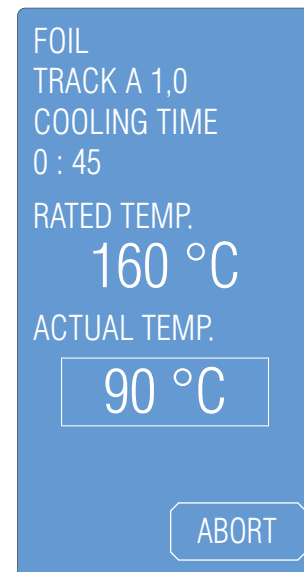 FOIL
TRACK A 1,0
COOLING TIME
0 : 45
RATED TEMP.
160 °C
ACTUAL TEMP.
90 °C
ABORT